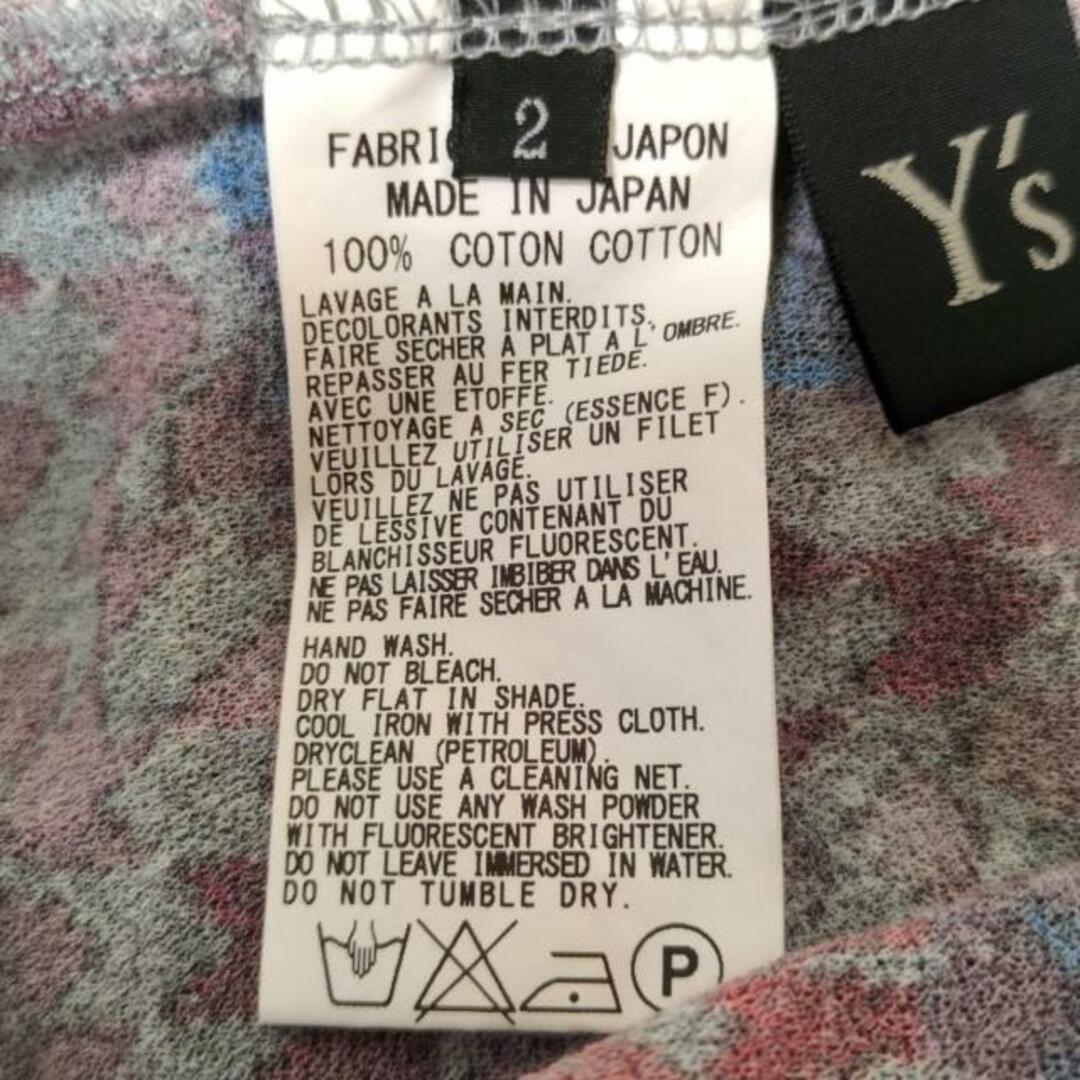 2
Y's
FABRI JAPON
MADE IN JAPAN
100% COTON COTTON
LAVAGE A LA MAIN.
DECOLORANTS INTERDITS.
FAIRE SECHER A PLAT A L'OMBRE.
REPASSER AU FER TIEDE.
AVEC UNE ETOFFE.
NETTOYAGE A SEC (ESSENCE F).
VEUILLEZ UTILISER UN FILET
LORS DU LAVAGE.
VEUILLEZ NE PAS UTILISER
DE LESSIVE CONTENANT DU
BLANCHISSEUR FLUORESCENT.
NE PAS LAISSER IMBIBER DANS L'EAU.
NE PAS FAIRE SECHER A LA MACHINE.
HAND WASH.
DO NOT BLEACH.
DRY FLAT IN SHADE.
COOL IRON WITH PRESS CLOTH.
DRYCLEAN (PETROLEUM).
PLEASE USE A CLEANING NET.
DO NOT USE ANY WASH POWDER
WITH FLUORESCENT BRIGHTENER.
DO NOT LEAVE IMMERSED IN WATER.
DO NOT TUMBLE DRY.
P